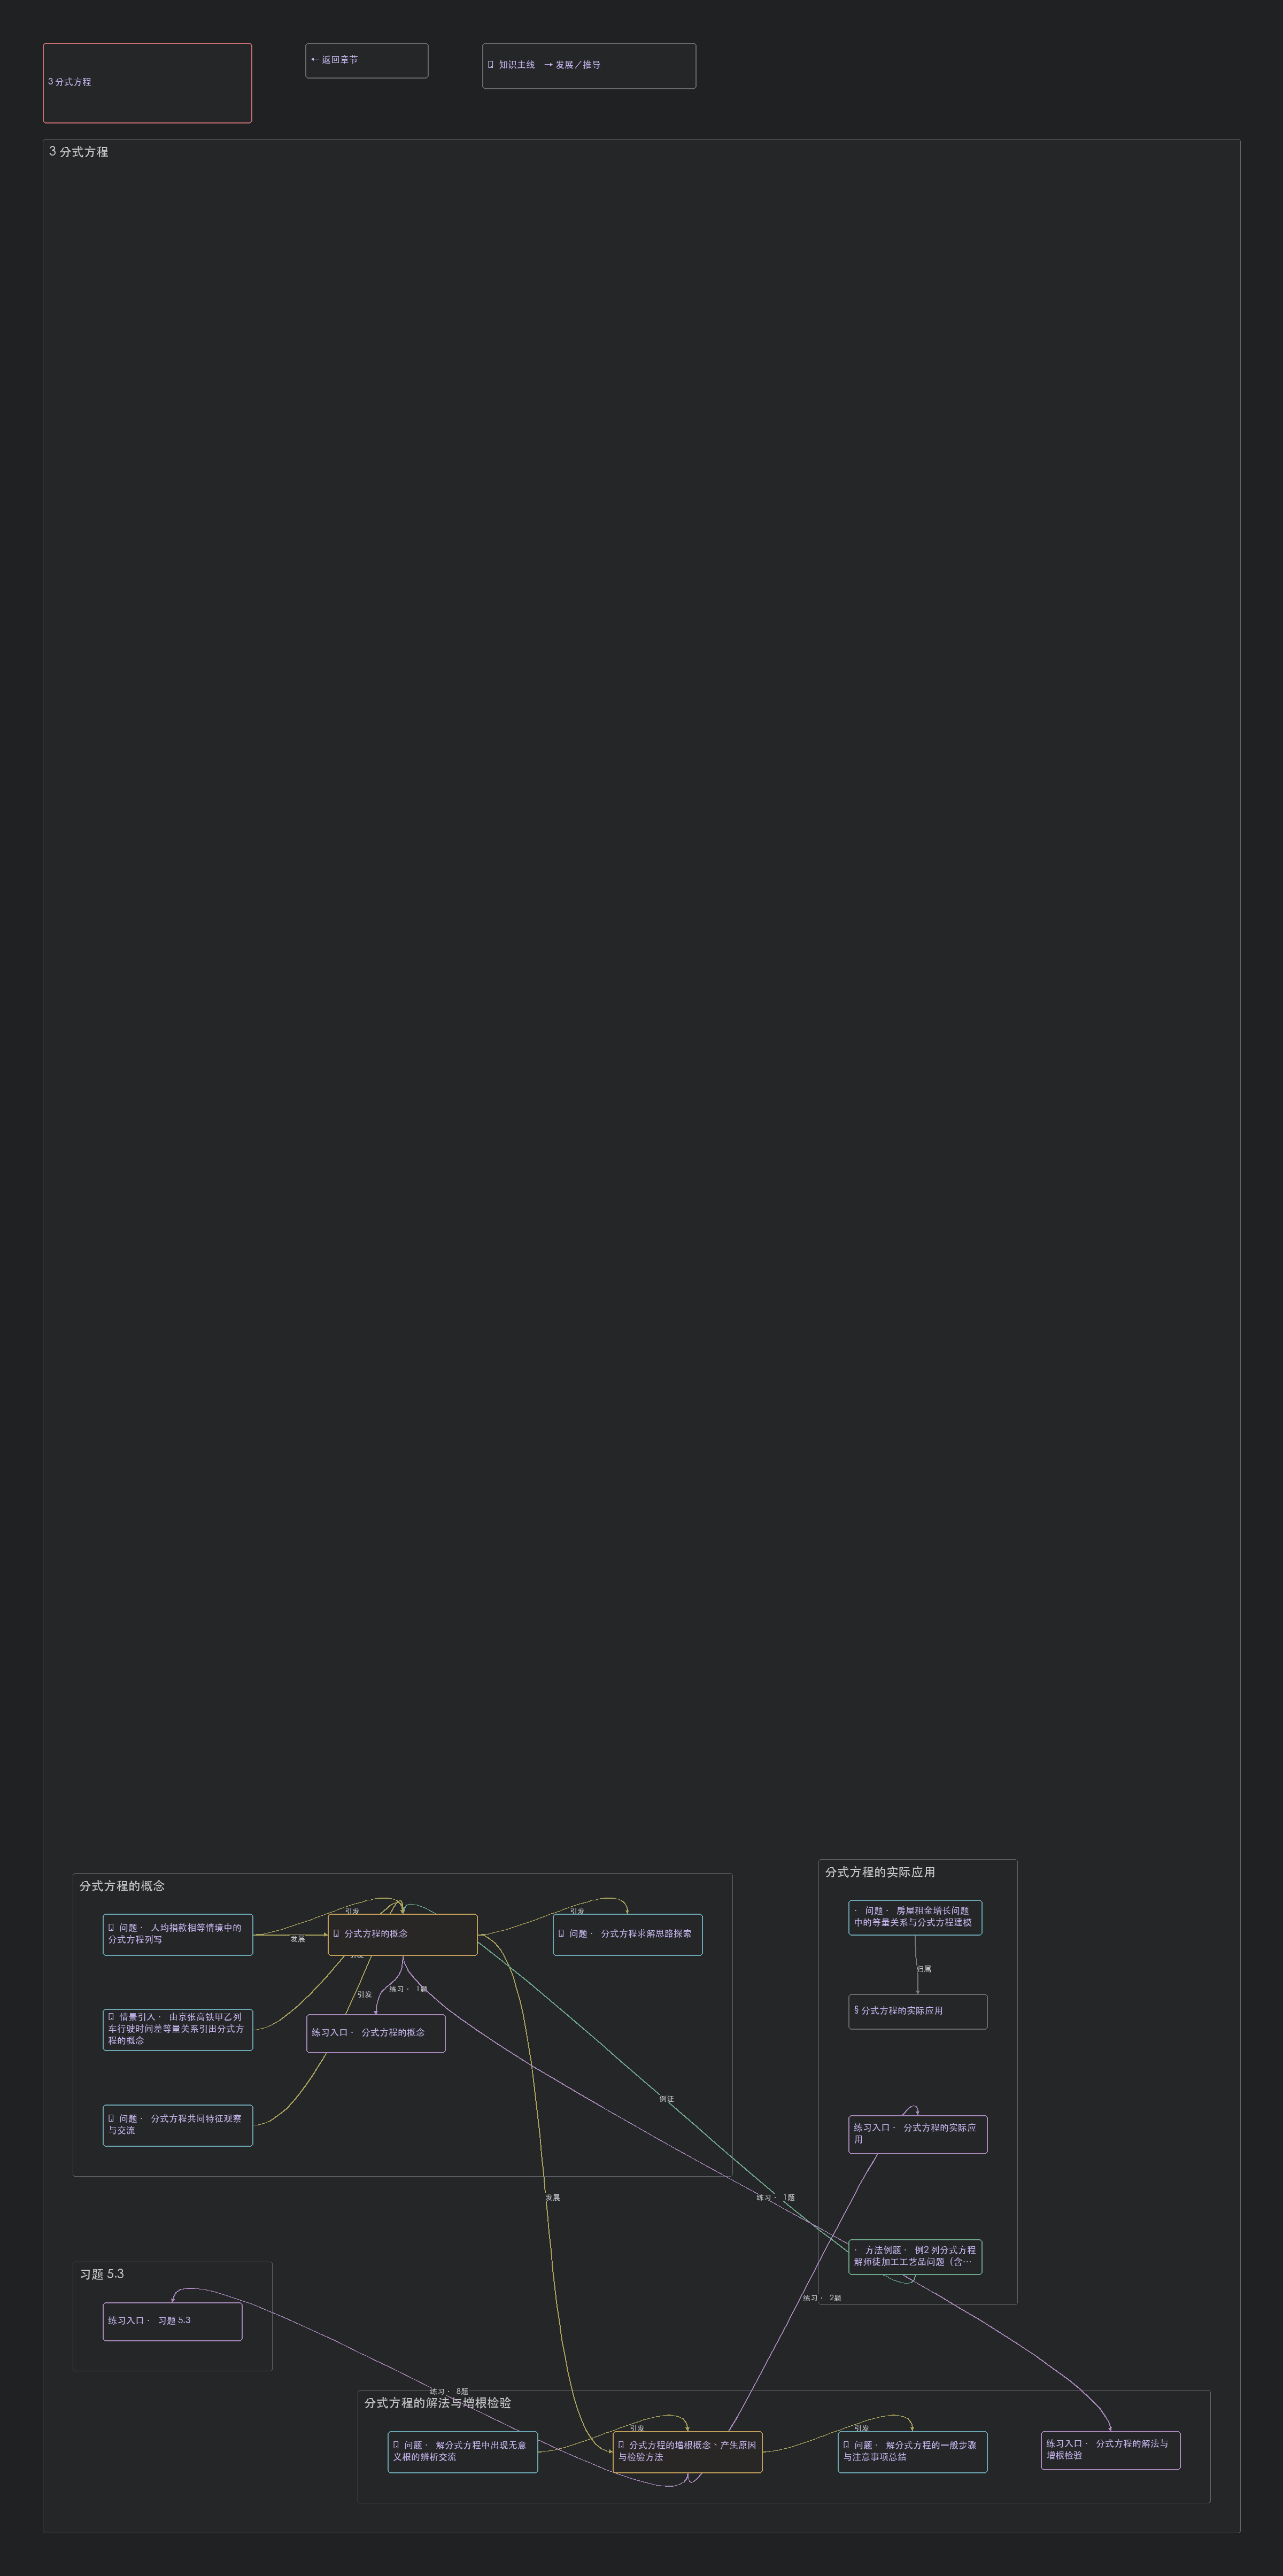 3 分式方程
← 返回章节
知识主线 → 发展／推导
3 分式方程
分式方程的概念
问题 · 人均捐款相等情境中的
分式方程列写
引发
发展
分式方程的概念
引发
问题 · 分式方程求解思路探索
情景引入 · 由京张高铁甲乙列
车行驶时间差等量关系引出分式方
程的概念
引发
练习 · 1题
练习入口 · 分式方程的概念
问题 · 分式方程共同特征观察
与交流
例证
发展
练习 · 1题
分式方程的实际应用
· 问题 · 房屋租金增长问题
中的等量关系与分式方程建模
归属
§ 分式方程的实际应用
练习入口 · 分式方程的实际应
用
· 方法例题 · 例2 列分式方程
解师徒加工工艺品问题（含…
练习 · 2题
习题 5.3
练习入口 · 习题 5.3
练习 · 8题
分式方程的解法与增根检验
问题 · 解分式方程中出现无意
义根的辨析交流
引发
分式方程的增根概念、产生原因
与检验方法
引发
问题 · 解分式方程的一般步骤
与注意事项总结
练习入口 · 分式方程的解法与
增根检验